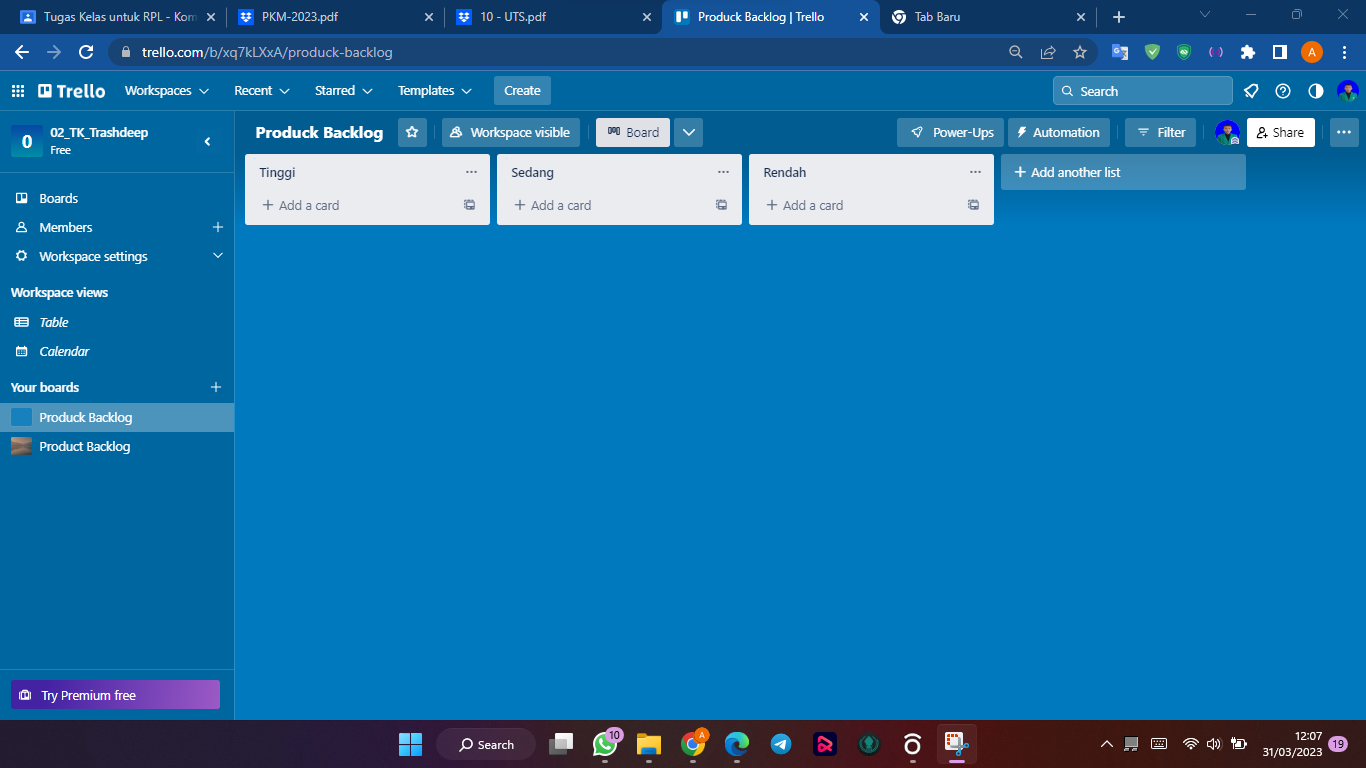 Tugas Kelas untuk RPL - Kom
PKM-2023.pdf
10 - UTS.pdf
Produck Backlog | Trello
Tab Baru
trello.com/b/xq7kLXxA/produck-backlog
A
Trello
Workspaces
Recent
Starred
Templates
Create
Search
0
02_TK_Trashdeep
Free
Produck Backlog
Workspace visible
Board
Power-Ups
Automation
Filter
Share
Boards
Members
Workspace settings
Workspace views
Table
Calendar
Your boards
Produck Backlog
Product Backlog
Try Premium free
Tinggi
Add a card
Sedang
Add a card
Rendah
Add a card
Add another list
Search
10
A
12:07
31/03/2023
19